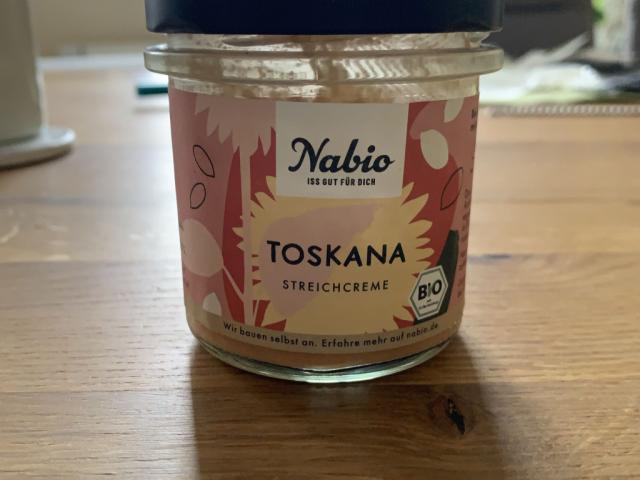 Nabio
ISS GUT FÜR DICH
TOSKANA
STREICHCREME
BIO
Wir bauen selbst an. Erfahre mehr auf nabio.de